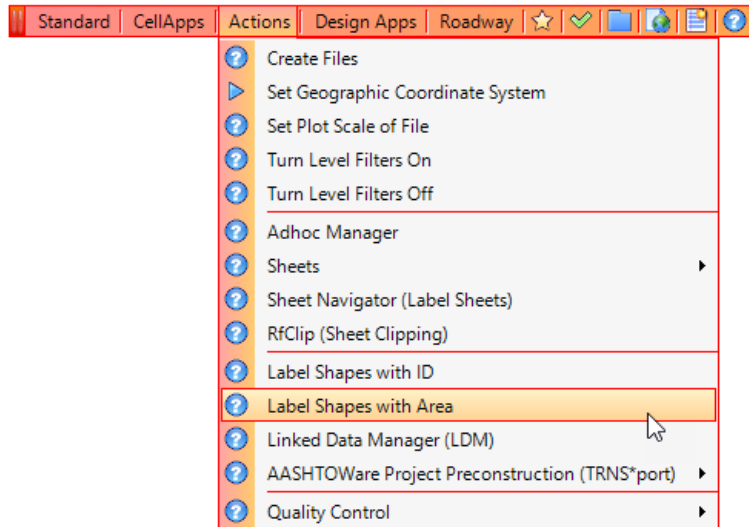 Standard CellApps Actions Design Apps Roadway
Create Files
Set Geographic Coordinate System
Set Plot Scale of File
Turn Level Filters On
Turn Level Filters Off
Adhoc Manager
Sheets
Sheet Navigator (Label Sheets)
RfClip (Sheet Clipping)
Label Shapes with ID
Label Shapes with Area
Linked Data Manager (LDM)
AASHTOWare Project Preconstruction (TRNS*port)
Quality Control